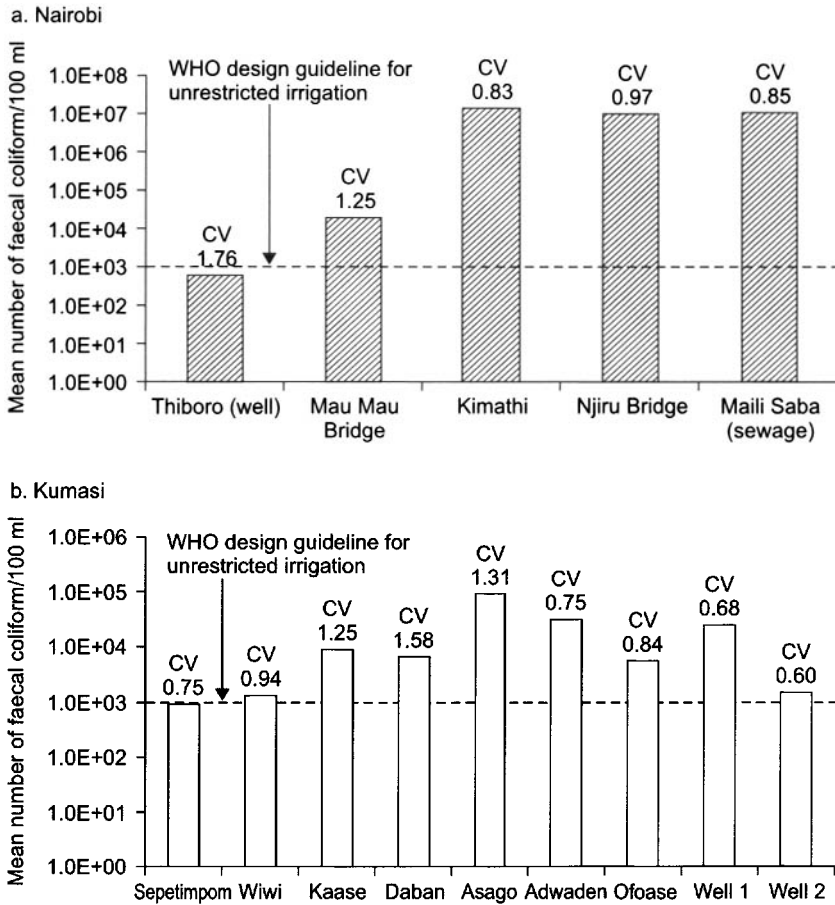 a. Nairobi
Mean number of faecal coliform/100 ml
1.0E+08
1.0E+07
1.0E+06
1.0E+05
1.0E+04
1.0E+03
1.0E+02
1.0E+01
1.0E+00
WHO design guideline for
unrestricted irrigation
CV
1.76
CV
1.25
CV
0.83
CV
0.97
CV
0.85
Thiboro (well)
Mau Mau
Bridge
Kimathi
Njiru Bridge
Maili Saba
(sewage)
b. Kumasi
Mean number of faecal coliform/100 ml
1.0E+06
1.0E+05
1.0E+04
1.0E+03
1.0E+02
1.0E+01
1.0E+00
WHO design guideline for
unrestricted irrigation
CV
0.75
CV
0.94
CV
1.25
CV
1.58
CV
1.31
CV
0.75
CV
0.84
CV
0.68
CV
0.60
Sepetimpom
Wiwi
Kaase
Daban
Asago
Adwaden
Ofoase
Well 1
Well 2